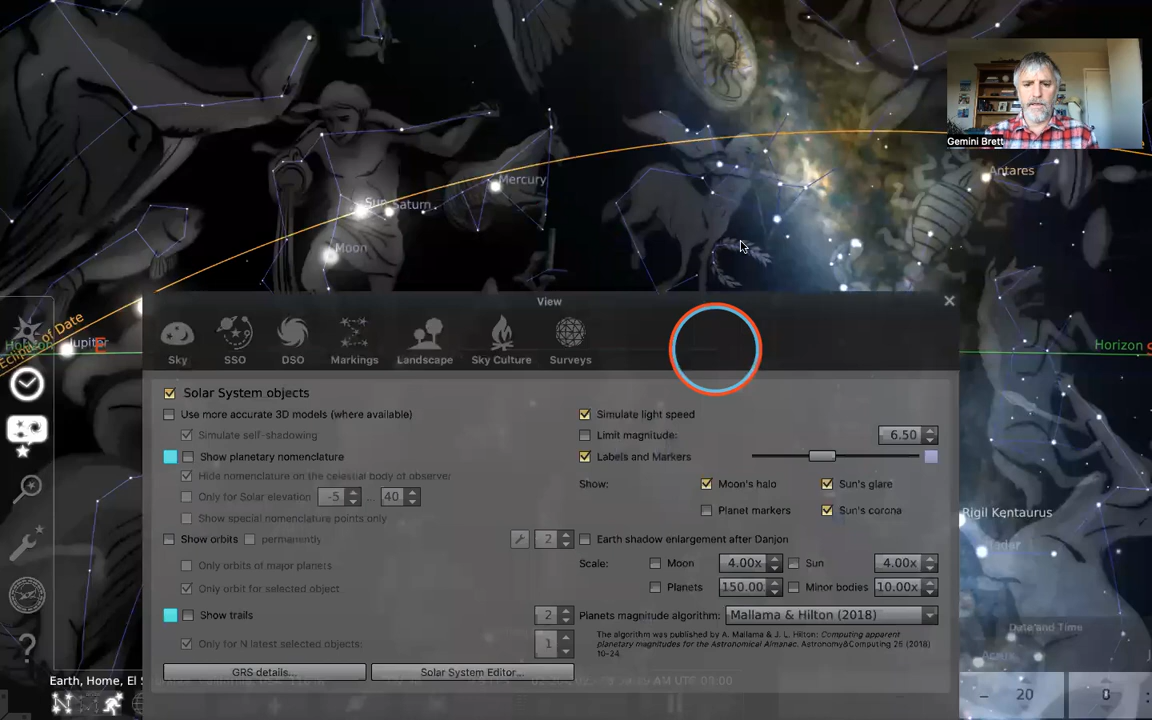 Gemini Brett
Mercury
Antares
Sun
Saturn
Moon
Ecliptic of Date
Jupiter
E
Horizon
View
Sky
SSO
DSO
Markings
Landscape
Sky Culture
Surveys
Solar System objects
Use more accurate 3D models (where available)
Simulate self-shadowing
Show planetary nomenclature
Hide nomenclature on the celestial body of observer
Only for Solar elevation -5 ... 40
Show special nomenclature points only
Show orbits permanently 2
Only orbits of major planets
Only orbit for selected object
Show trails 2
Only for N latest selected objects: 1
GRS details...
Solar System Editor...
Simulate light speed
Limit magnitude: 6.50
Labels and Markers
Show: Moon's halo Sun's glare
Planet markers Sun's corona
Earth shadow enlargement after Danjon
Scale: Moon 4.00x Sun 4.00x
Planets 150.00 Minor bodies 10.00x
Planets magnitude algorithm: Mallama & Hilton (2018)
The algorithm was published by A. Mallama & J. L. Hilton: Computing apparent
planetary magnitudes for the Astronomical Almanac. Astronomy&Computing 25 (2018)
10–24.
Rigil Kentaurus
Hadar
Date and Time
20
0
Earth, Home, El